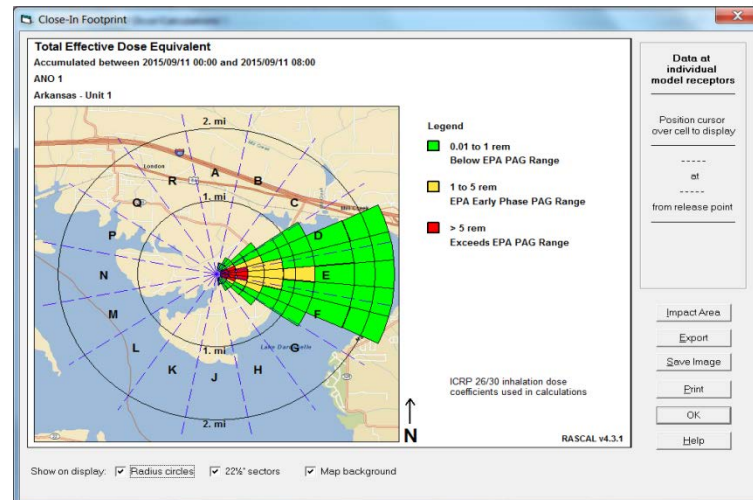 Close-In Footprint
Total Effective Dose Equivalent
Accumulated between 2015/09/11 00:00 and 2015/09/11 08:00
ANO 1
Arkansas - Unit 1
2. mi
London
R
A
B
Q
C
1. mi
P
D
N
E
M
F
L
Lake Dardanelle
G
1. mi
K
J
H
2. mi
Legend
0.01 to 1 rem
Below EPA PAG Range
1 to 5 rem
EPA Early Phase PAG Range
> 5 rem
Exceeds EPA PAG Range
ICRP 26/30 inhalation dose
coefficients used in calculations
N
RASCAL v4.3.1
Data at
individual
model receptors
Position cursor
over cell to display
-----
at
-----
from release point
Impact Area
Export
Save Image
Print
OK
Help
Show on display:
Radius circles
22½° sectors
Map background